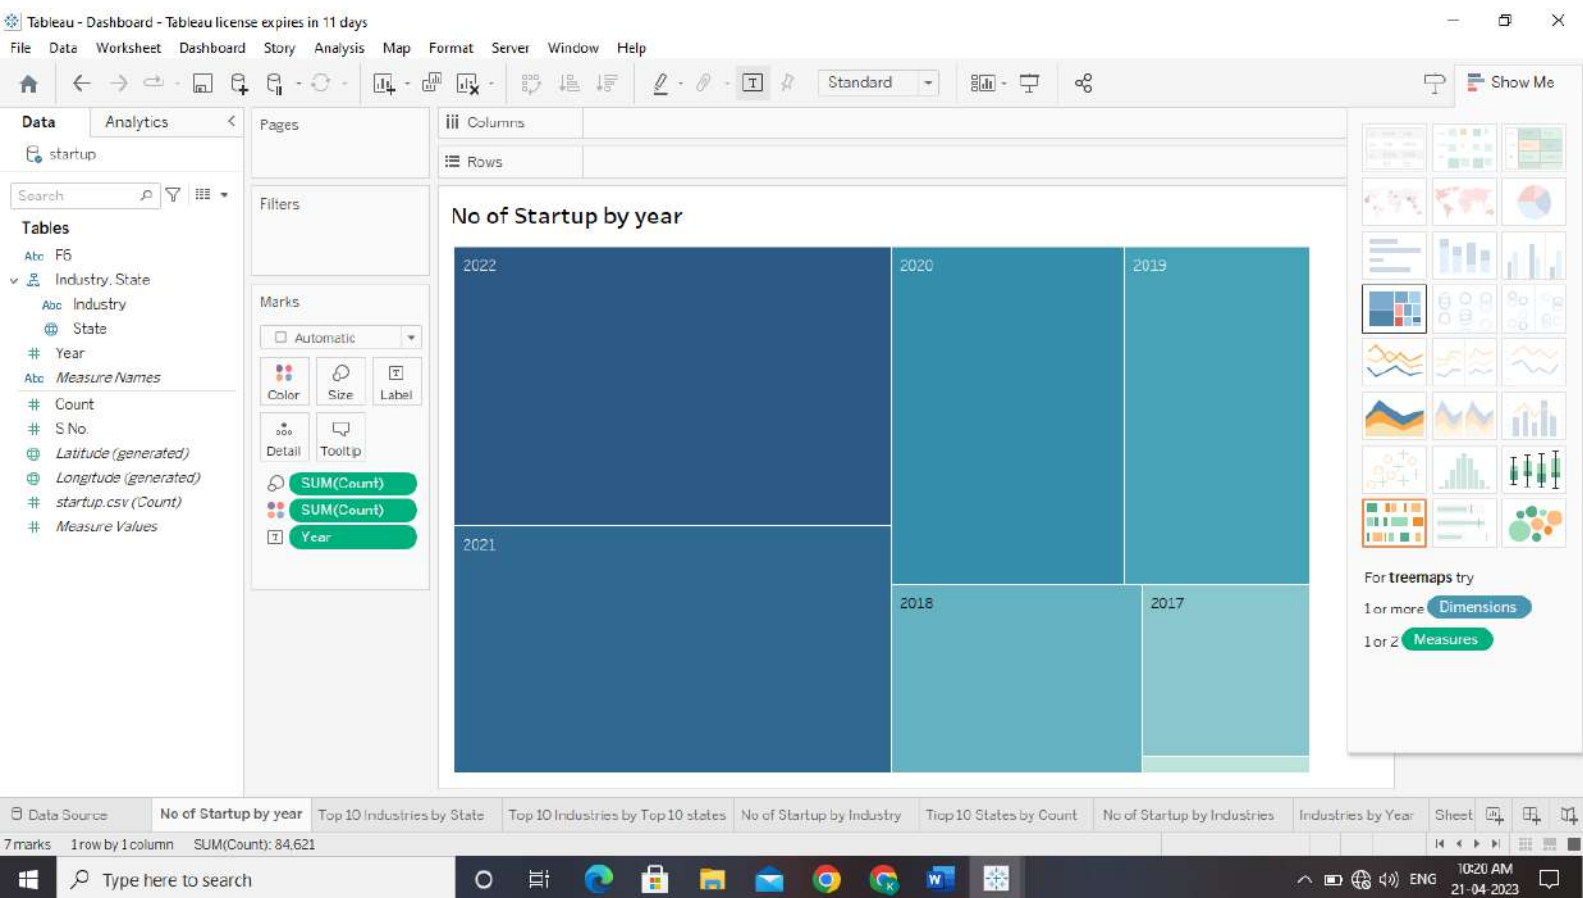 Tableau - Dashboard - Tableau license expires in 11 days
File Data Worksheet Dashboard Story Analysis Map Format Server Window Help
Standard
Show Me
Data Analytics
startup
Search
Tables
Abc F6
Industry, State
Abc Industry
State
# Year
Abc Measure Names
# Count
# S No.
Latitude (generated)
Longitude (generated)
# startup.csv (Count)
# Measure Values
Pages
Filters
Marks
Automatic
Color Size Label
Detail Tooltip
SUM(Count)
SUM(Count)
Year
iii Columns
Rows
No of Startup by year
2022
2020
2019
2021
2018
2017
For treemaps try
1 or more Dimensions
1 or 2 Measures
Data Source No of Startup by year Top 10 Industries by State Top 10 Industries by Top 10 states No of Startup by Industry Tiop 10 States by Count No of Startup by Industries Industries by Year Sheet
7 marks 1 row by 1 column SUM(Count): 84,621
Type here to search
ENG
10:20 AM
21-04-2023